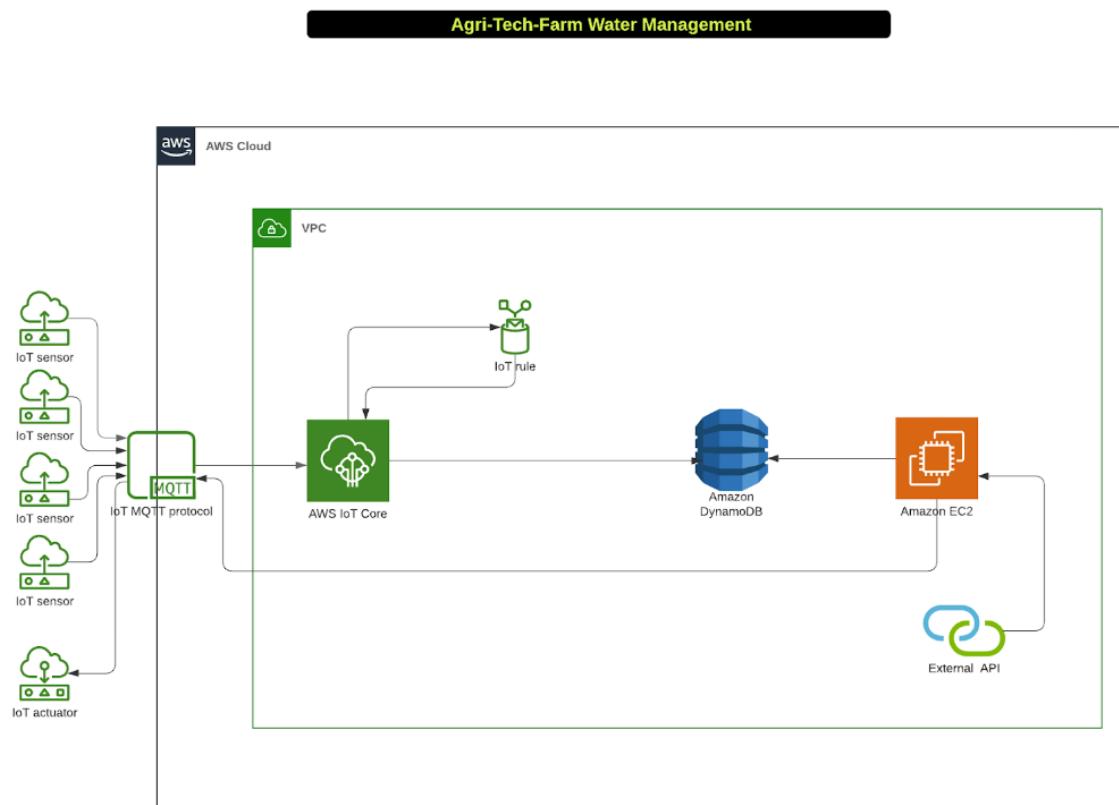 Agri-Tech-Farm Water Management
aws
AWS Cloud
VPC
IoT sensor
IoT rule
IoT sensor
MQTT
IoT MQTT protocol
AWS IoT Core
Amazon
DynamoDB
Amazon EC2
IoT sensor
IoT sensor
External API
IoT actuator